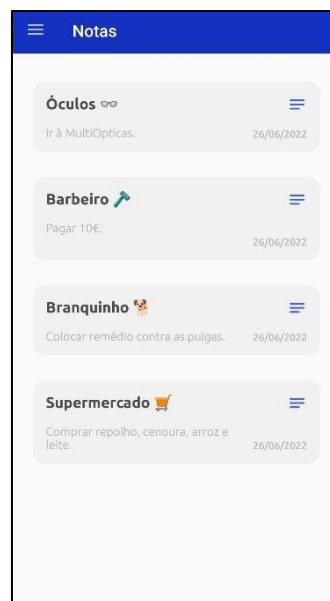 Notas
Óculos 👓
Ir à MultiOpticas.
26/06/2022
Barbeiro 🪒
Pagar 10€.
26/06/2022
Branquinho 🐕
Colocar remédio contra as pulgas.
26/06/2022
Supermercado 🛒
Comprar repolho, cenoura, arroz e
leite.
26/06/2022